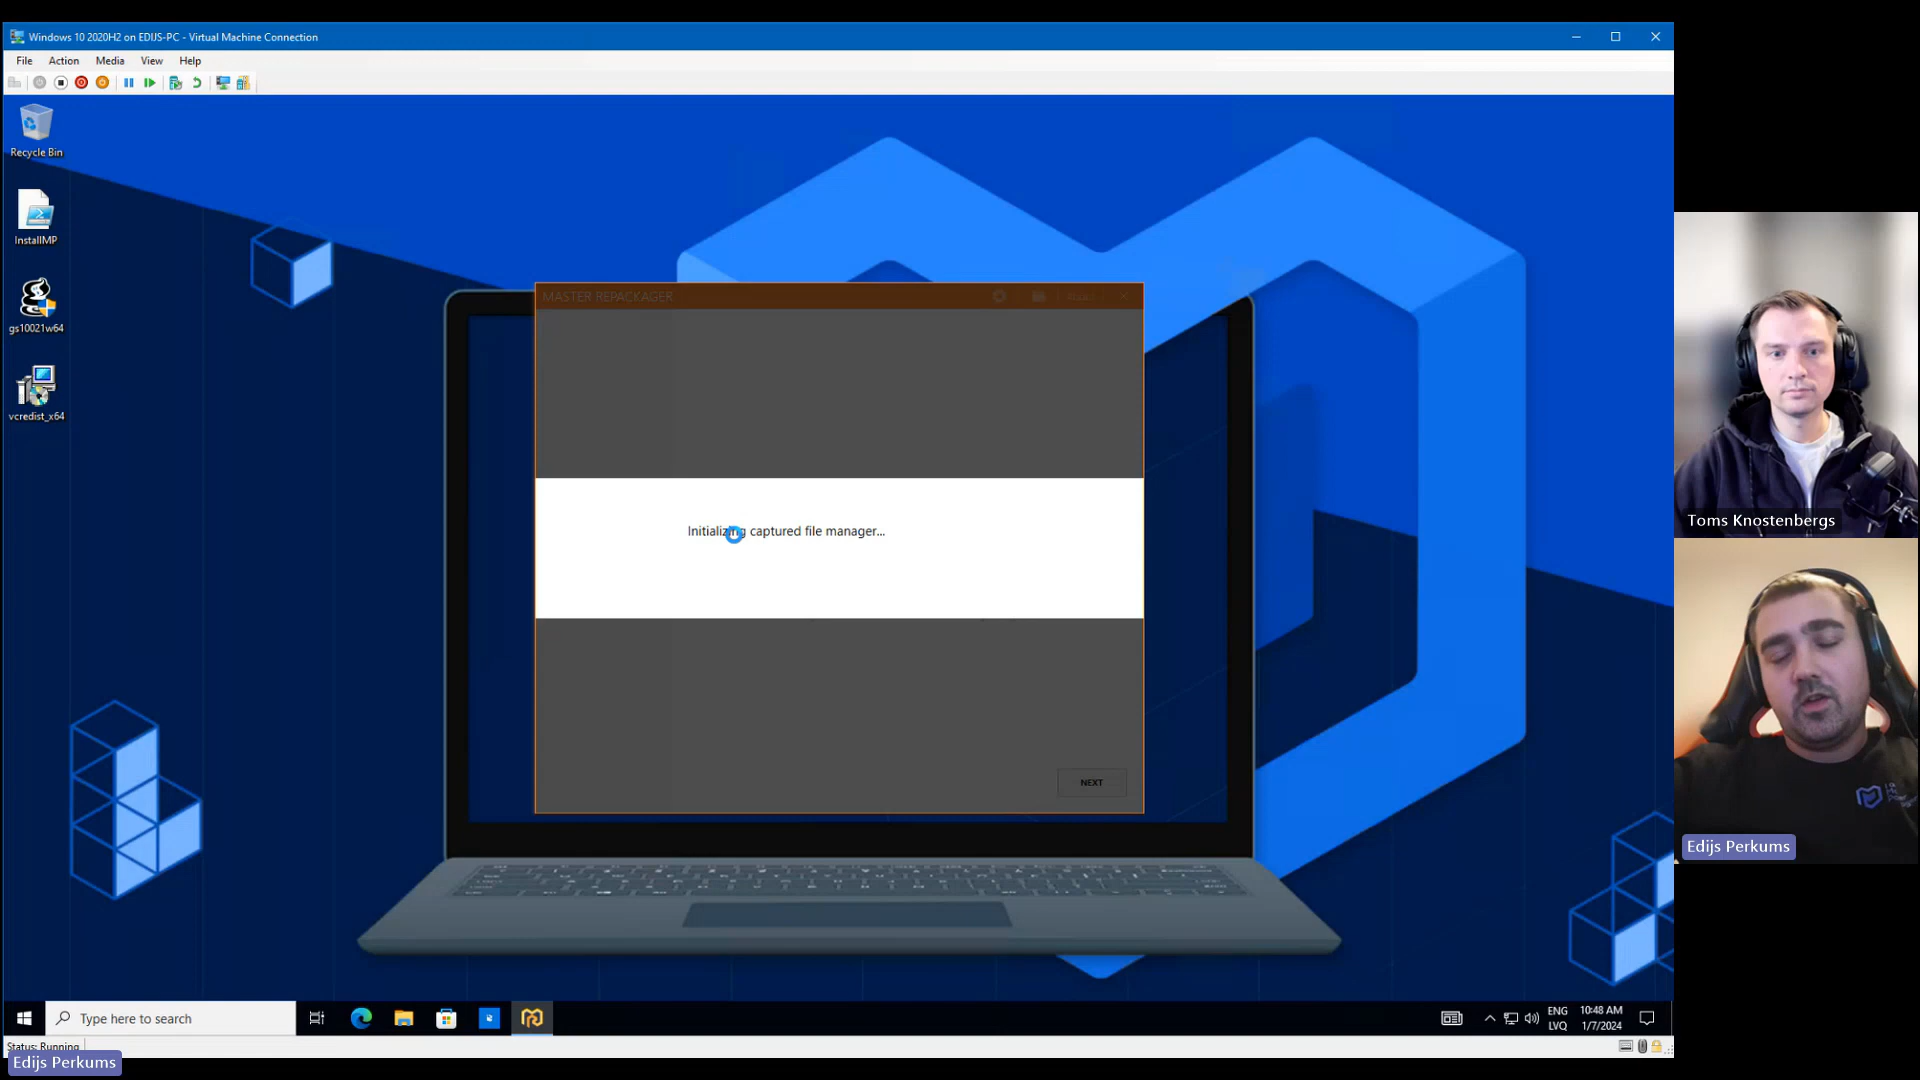 Windows 10 2020H2 on EDIJS-PC - Virtual Machine Connection
File Action Media View Help
Recycle Bin
InstallMP
gs10021w64
vcredist_x64
MASTER REPACKAGER
Initializing captured file manager...
NEXT
Toms Knostenbergs
Edijs Perkums
Type here to search
ENG
LVQ
10:48 AM
1/7/2024
Status: Running
Edijs Perkums